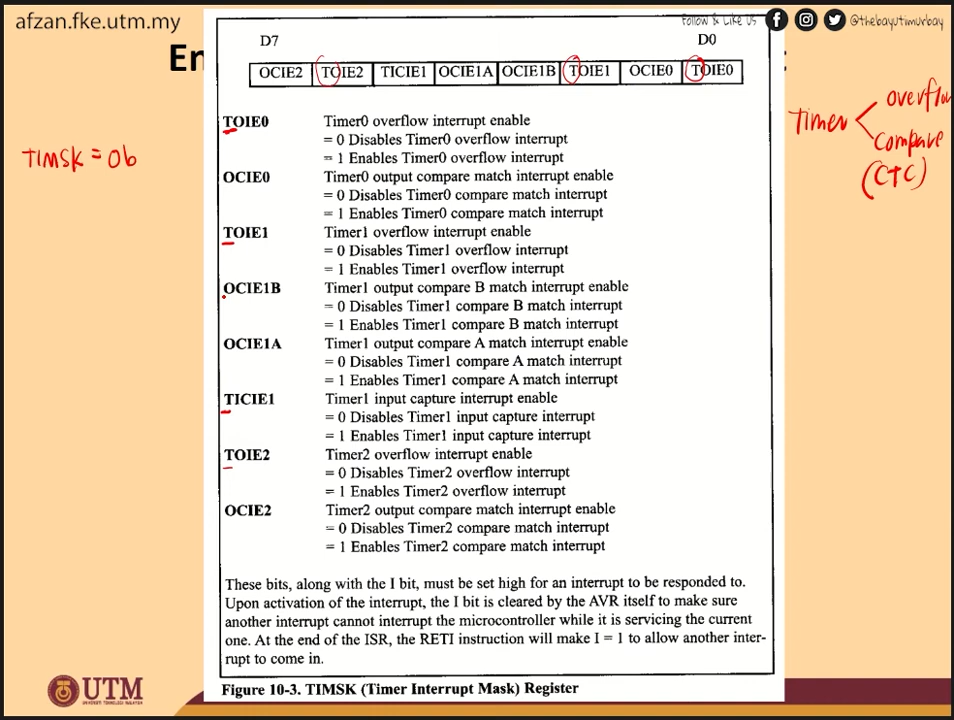 afzan.fke.utm.my
Follow & Like Us
@thebayutimurbay
En
D7 D0
OCIE2 TOIE2 TICIE1 OCIE1A OCIE1B TOIE1 OCIE0 TOIE0
Timer overflow
compare
(CTC)
TIMSK = 0b
TOIE0 Timer0 overflow interrupt enable
= 0 Disables Timer0 overflow interrupt
= 1 Enables Timer0 overflow interrupt
OCIE0 Timer0 output compare match interrupt enable
= 0 Disables Timer0 compare match interrupt
= 1 Enables Timer0 compare match interrupt
TOIE1 Timer1 overflow interrupt enable
= 0 Disables Timer1 overflow interrupt
= 1 Enables Timer1 overflow interrupt
OCIE1B Timer1 output compare B match interrupt enable
= 0 Disables Timer1 compare B match interrupt
= 1 Enables Timer1 compare B match interrupt
OCIE1A Timer1 output compare A match interrupt enable
= 0 Disables Timer1 compare A match interrupt
= 1 Enables Timer1 compare A match interrupt
TICIE1 Timer1 input capture interrupt enable
= 0 Disables Timer1 input capture interrupt
= 1 Enables Timer1 input capture interrupt
TOIE2 Timer2 overflow interrupt enable
= 0 Disables Timer2 overflow interrupt
= 1 Enables Timer2 overflow interrupt
OCIE2 Timer2 output compare match interrupt enable
= 0 Disables Timer2 compare match interrupt
= 1 Enables Timer2 compare match interrupt
These bits, along with the I bit, must be set high for an interrupt to be responded to.
Upon activation of the interrupt, the I bit is cleared by the AVR itself to make sure
another interrupt cannot interrupt the microcontroller while it is servicing the current
one. At the end of the ISR, the RETI instruction will make I = 1 to allow another inter-
rupt to come in.
Figure 10-3. TIMSK (Timer Interrupt Mask) Register
UTM
UNIVERSITI TEKNOLOGI MALAYSIA